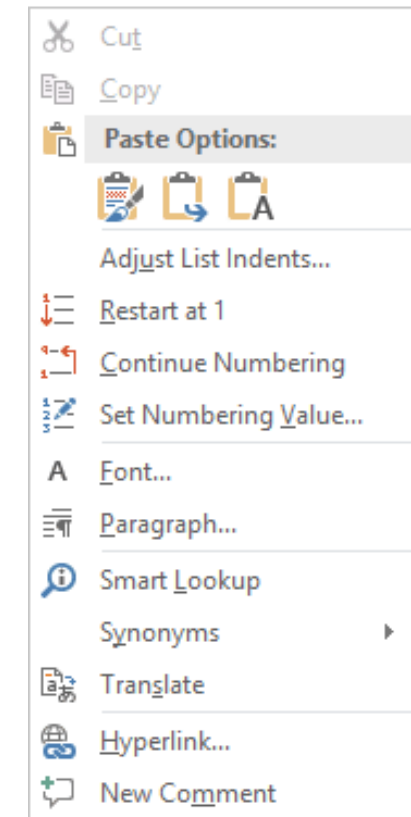 Cut
Copy
Paste Options:
Adjust List Indents...
Restart at 1
Continue Numbering
Set Numbering Value...
Font...
Paragraph...
Smart Lookup
Synonyms
Translate
Hyperlink...
New Comment